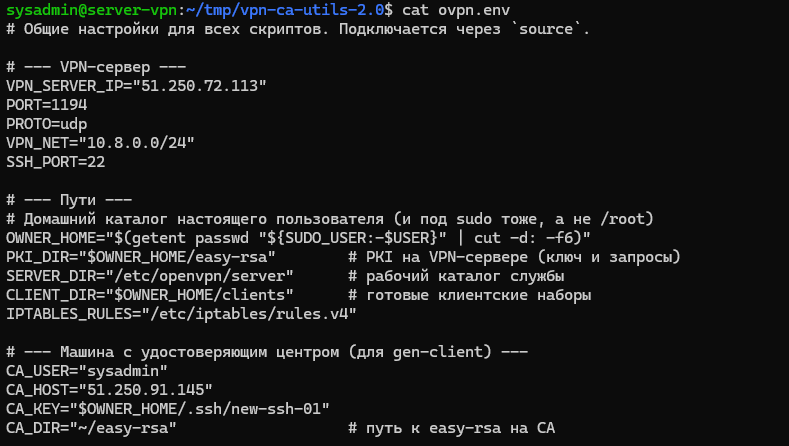 sysadmin@server-vpn:~/tmp/vpn-ca-utils-2.0$ cat ovpn.env
# Общие настройки для всех скриптов. Подключается через `source`.

# --- VPN-сервер ---
VPN_SERVER_IP="51.250.72.113"
PORT=1194
PROTO=udp
VPN_NET="10.8.0.0/24"
SSH_PORT=22

# --- Пути ---
# Домашний каталог настоящего пользователя (и под sudo тоже, а не /root)
OWNER_HOME="$(getent passwd "${SUDO_USER:-$USER}" | cut -d: -f6)"
PKI_DIR="$OWNER_HOME/easy-rsa"        # PKI на VPN-сервере (ключ и запросы)
SERVER_DIR="/etc/openvpn/server"      # рабочий каталог службы
CLIENT_DIR="$OWNER_HOME/clients"      # готовые клиентские наборы
IPTABLES_RULES="/etc/iptables/rules.v4"

# --- Машина с удостоверяющим центром (для gen-client) ---
CA_USER="sysadmin"
CA_HOST="51.250.91.145"
CA_KEY="$OWNER_HOME/.ssh/new-ssh-01"
CA_DIR="~/easy-rsa"                   # путь к easy-rsa на CA